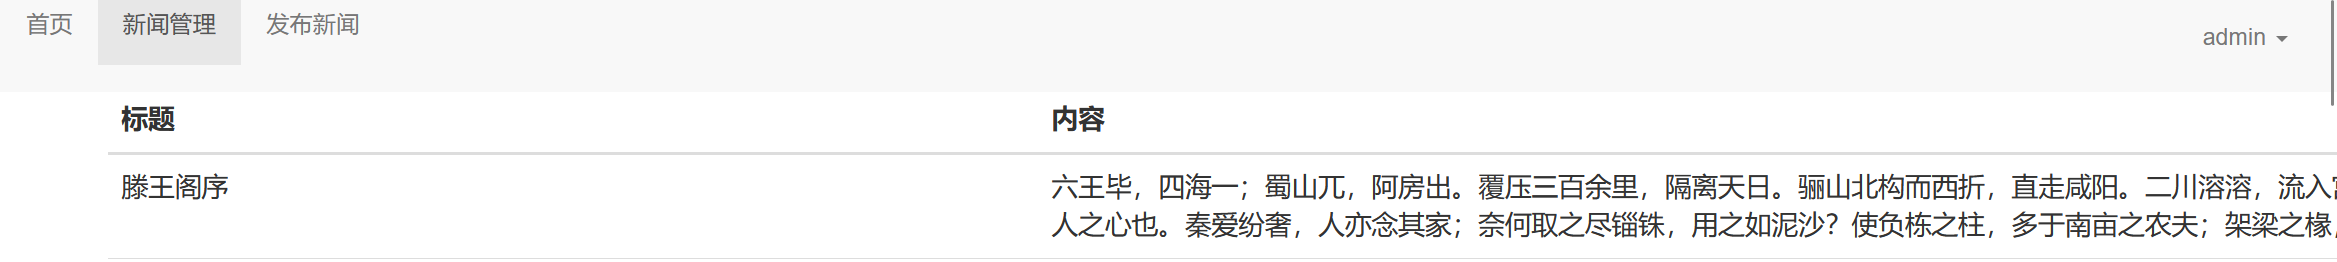 首页 新闻管理 发布新闻 admin
标题 内容
滕王阁序 六王毕，四海一；蜀山兀，阿房出。覆压三百余里，隔离天日。骊山北构而西折，直走咸阳。二川溶溶，流入
人之心也。秦爱纷奢，人亦念其家；奈何取之尽锱铢，用之如泥沙？使负栋之柱，多于南亩之农夫；架梁之椽，